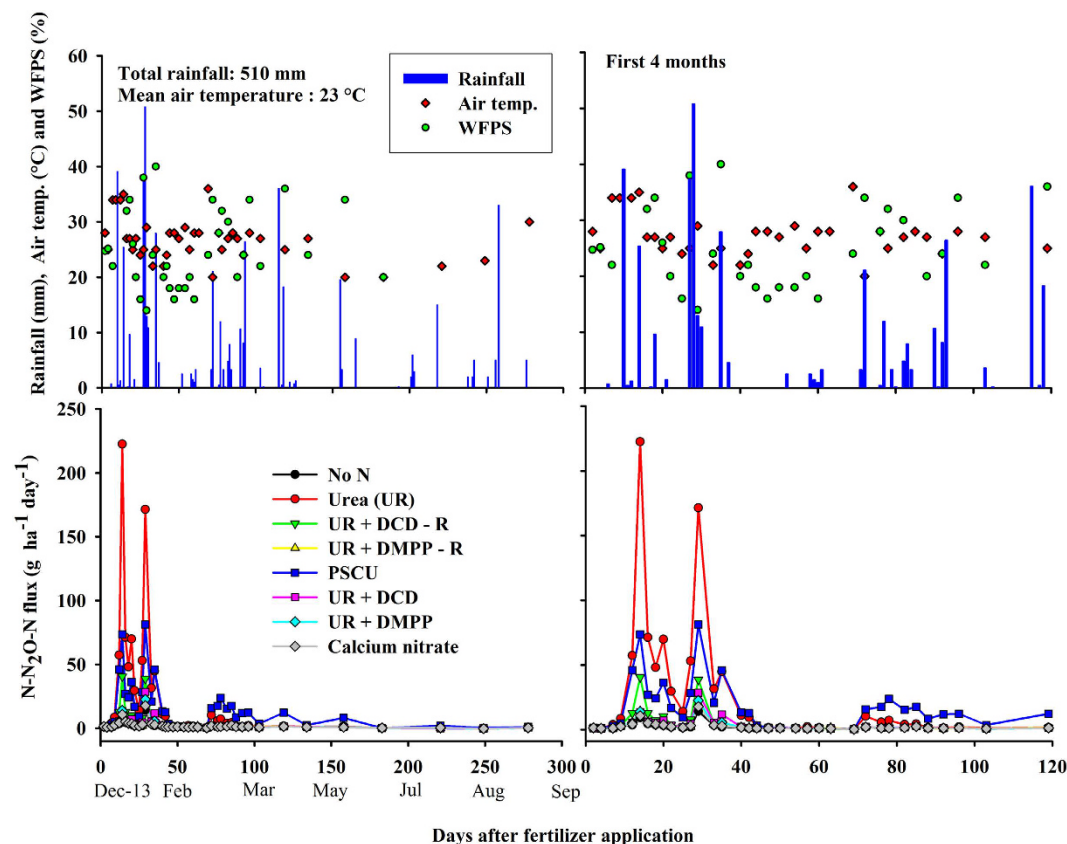 Rainfall (mm), Air temp. (°C) and WFPS (%)
60
50
40
30
20
10
0
Total rainfall: 510 mm
Mean air temperature : 23 °C
Rainfall
Air temp.
WFPS
First 4 months
N-N₂O-N flux (g ha⁻¹ day⁻¹)
250
200
150
100
50
0
No N
Urea (UR)
UR + DCD - R
UR + DMPP - R
PSCU
UR + DCD
UR + DMPP
Calcium nitrate
0 50 100 150 200 250 300
Dec-13 Feb Mar May Jul Aug Sep
0 20 40 60 80 100 120
Days after fertilizer application